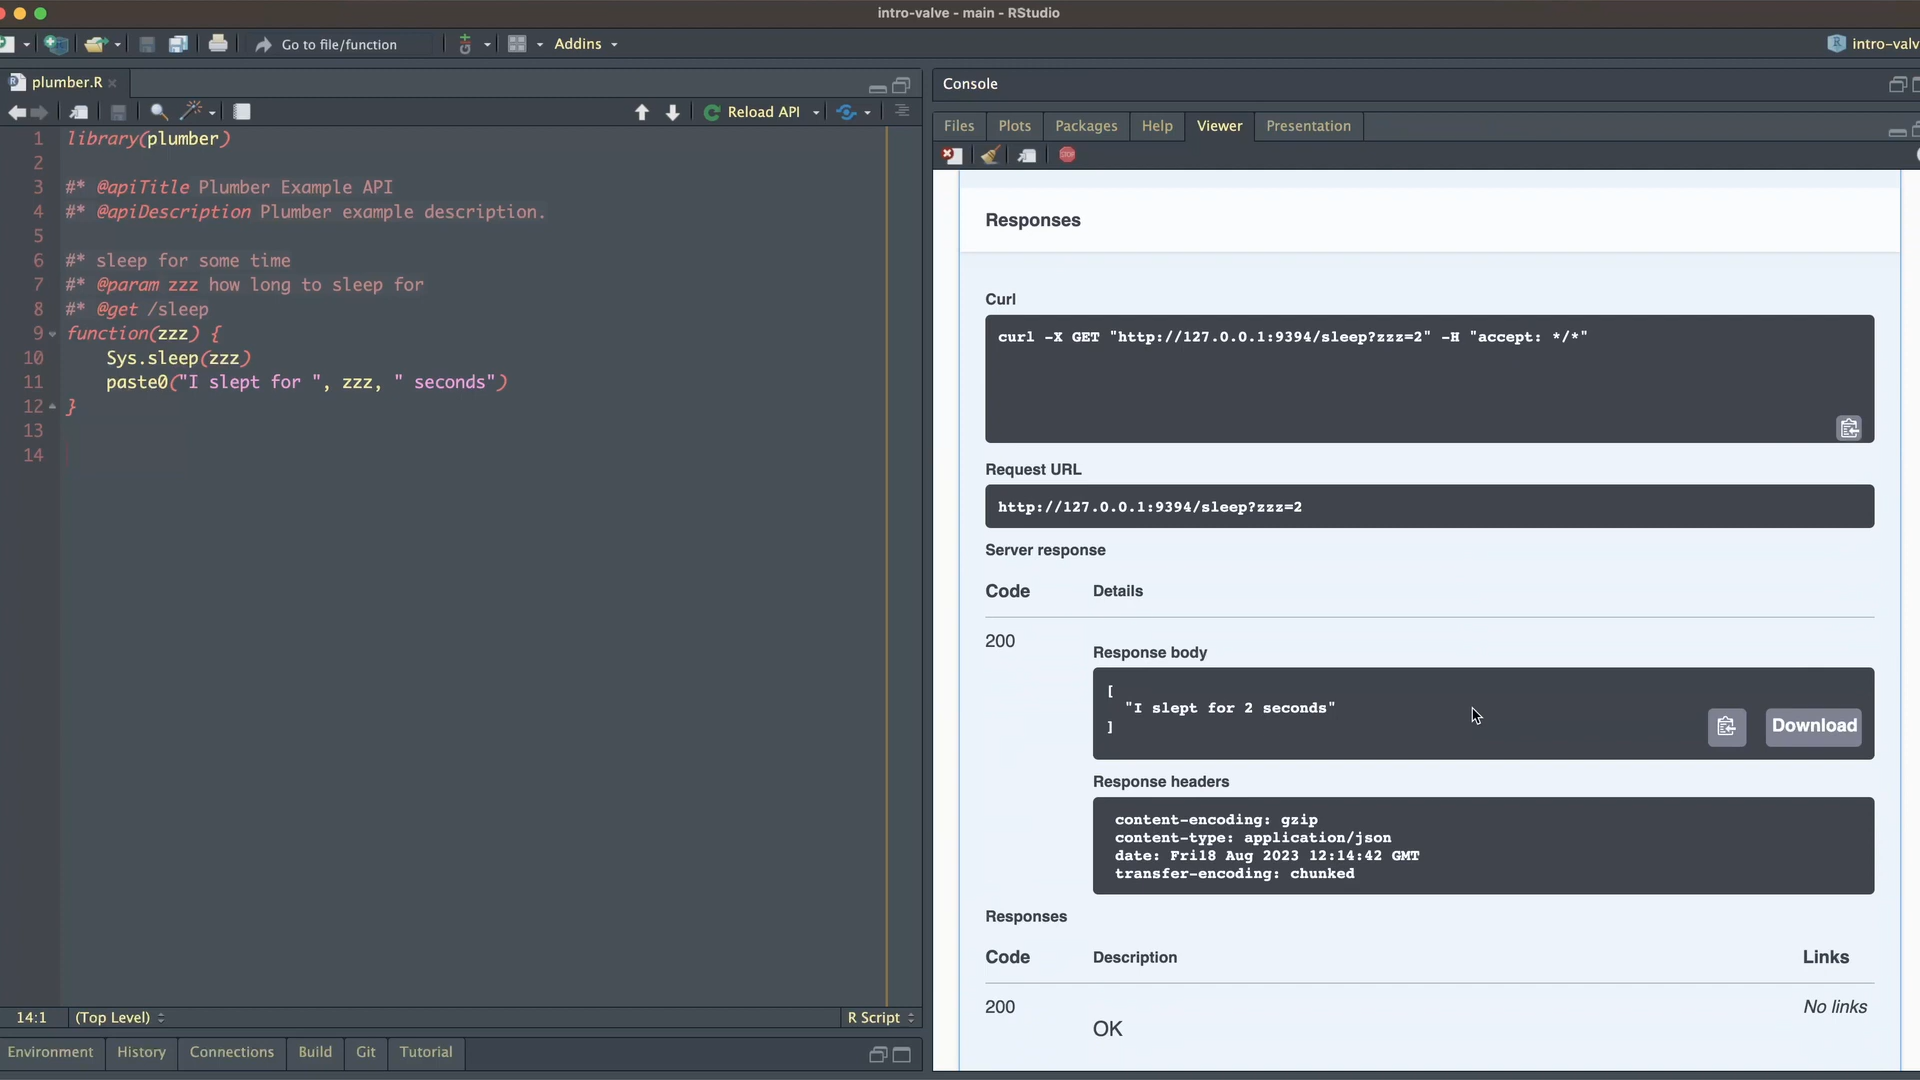 intro-valve - main - RStudio
Go to file/function
Addins
intro-valv
plumber.R
Reload API
1 library(plumber)
2
3 #* @apiTitle Plumber Example API
4 #* @apiDescription Plumber example description.
5
6 #* sleep for some time
7 #* @param zzz how long to sleep for
8 #* @get /sleep
9 function(zzz) {
10 Sys.sleep(zzz)
11 paste0("I slept for ", zzz, " seconds")
12 }
13
14
14:1 (Top Level) R Script
Environment History Connections Build Git Tutorial
Console
Files Plots Packages Help Viewer Presentation
STOP
Responses
Curl
curl -X GET "http://127.0.0.1:9394/sleep?zzz=2" -H "accept: */*"
Request URL
http://127.0.0.1:9394/sleep?zzz=2
Server response
Code Details
200
Response body
[
"I slept for 2 seconds"
]
Download
Response headers
content-encoding: gzip
content-type: application/json
date: Fri18 Aug 2023 12:14:42 GMT
transfer-encoding: chunked
Responses
Code Description Links
200 No links
OK